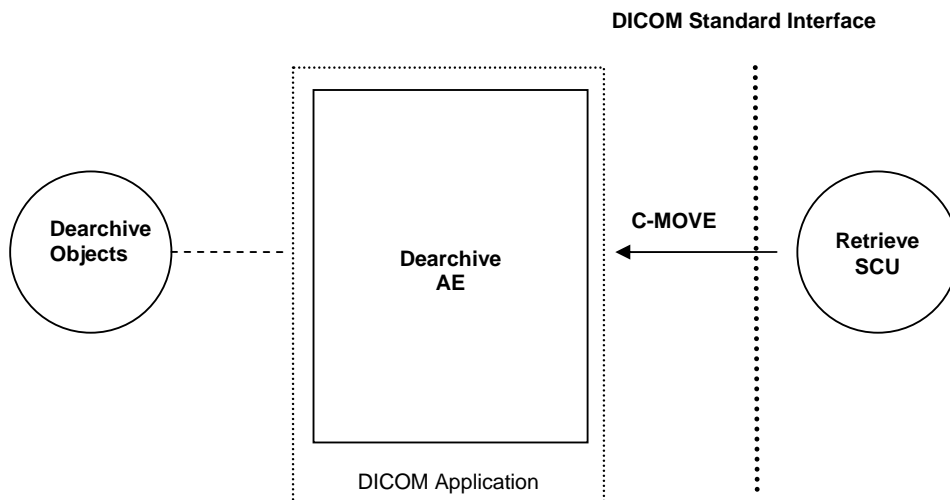 DICOM Standard Interface
Dearchive
Objects
Dearchive
AE
C-MOVE
Retrieve
SCU
DICOM Application